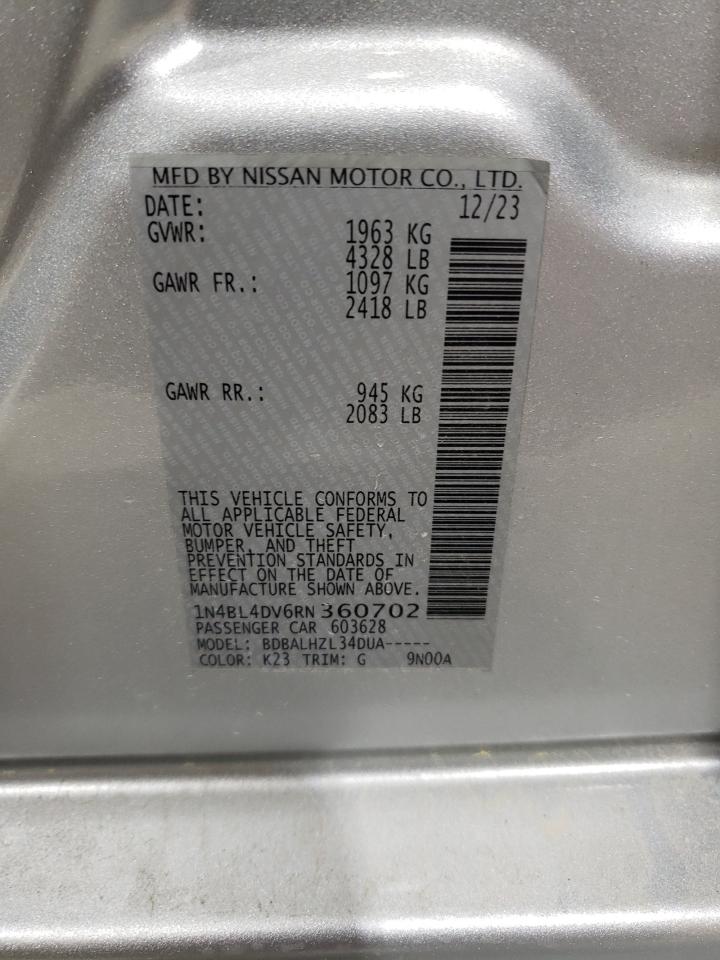 MFD BY NISSAN MOTOR CO., LTD.
DATE: 12/23
GVWR: 1963 KG
4328 LB
GAWR FR.: 1097 KG
2418 LB
GAWR RR.: 945 KG
2083 LB
THIS VEHICLE CONFORMS TO
ALL APPLICABLE FEDERAL
MOTOR VEHICLE SAFETY,
BUMPER, AND THEFT
PREVENTION STANDARDS IN
EFFECT ON THE DATE OF
MANUFACTURE SHOWN ABOVE.
1N4BL4DV6RN360702
PASSENGER CAR 603628
MODEL: BDBALHZL34DUA-----
COLOR: K23 TRIM: G 9N00A